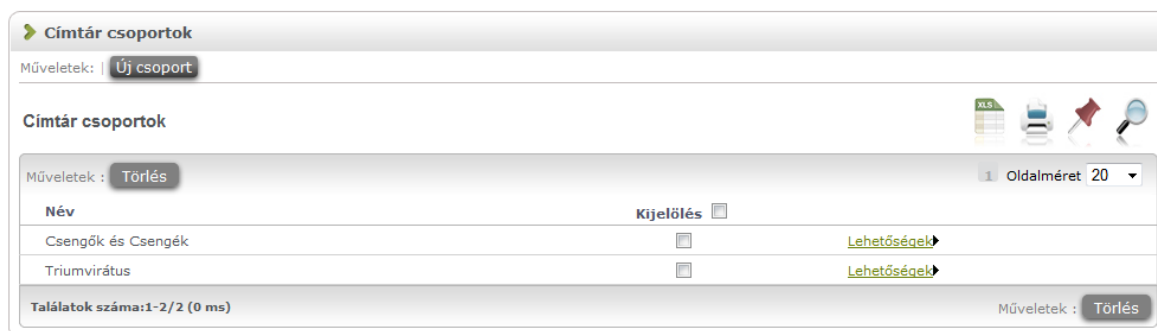 Címtár csoportok
Műveletek: | Új csoport
Címtár csoportok
XLS
Műveletek : Törlés 1 Oldalméret 20
Név Kijelölés
Csengők és Csengék Lehetőségek
Triumvirátus Lehetőségek
Találatok száma:1-2/2 (0 ms) Műveletek : Törlés